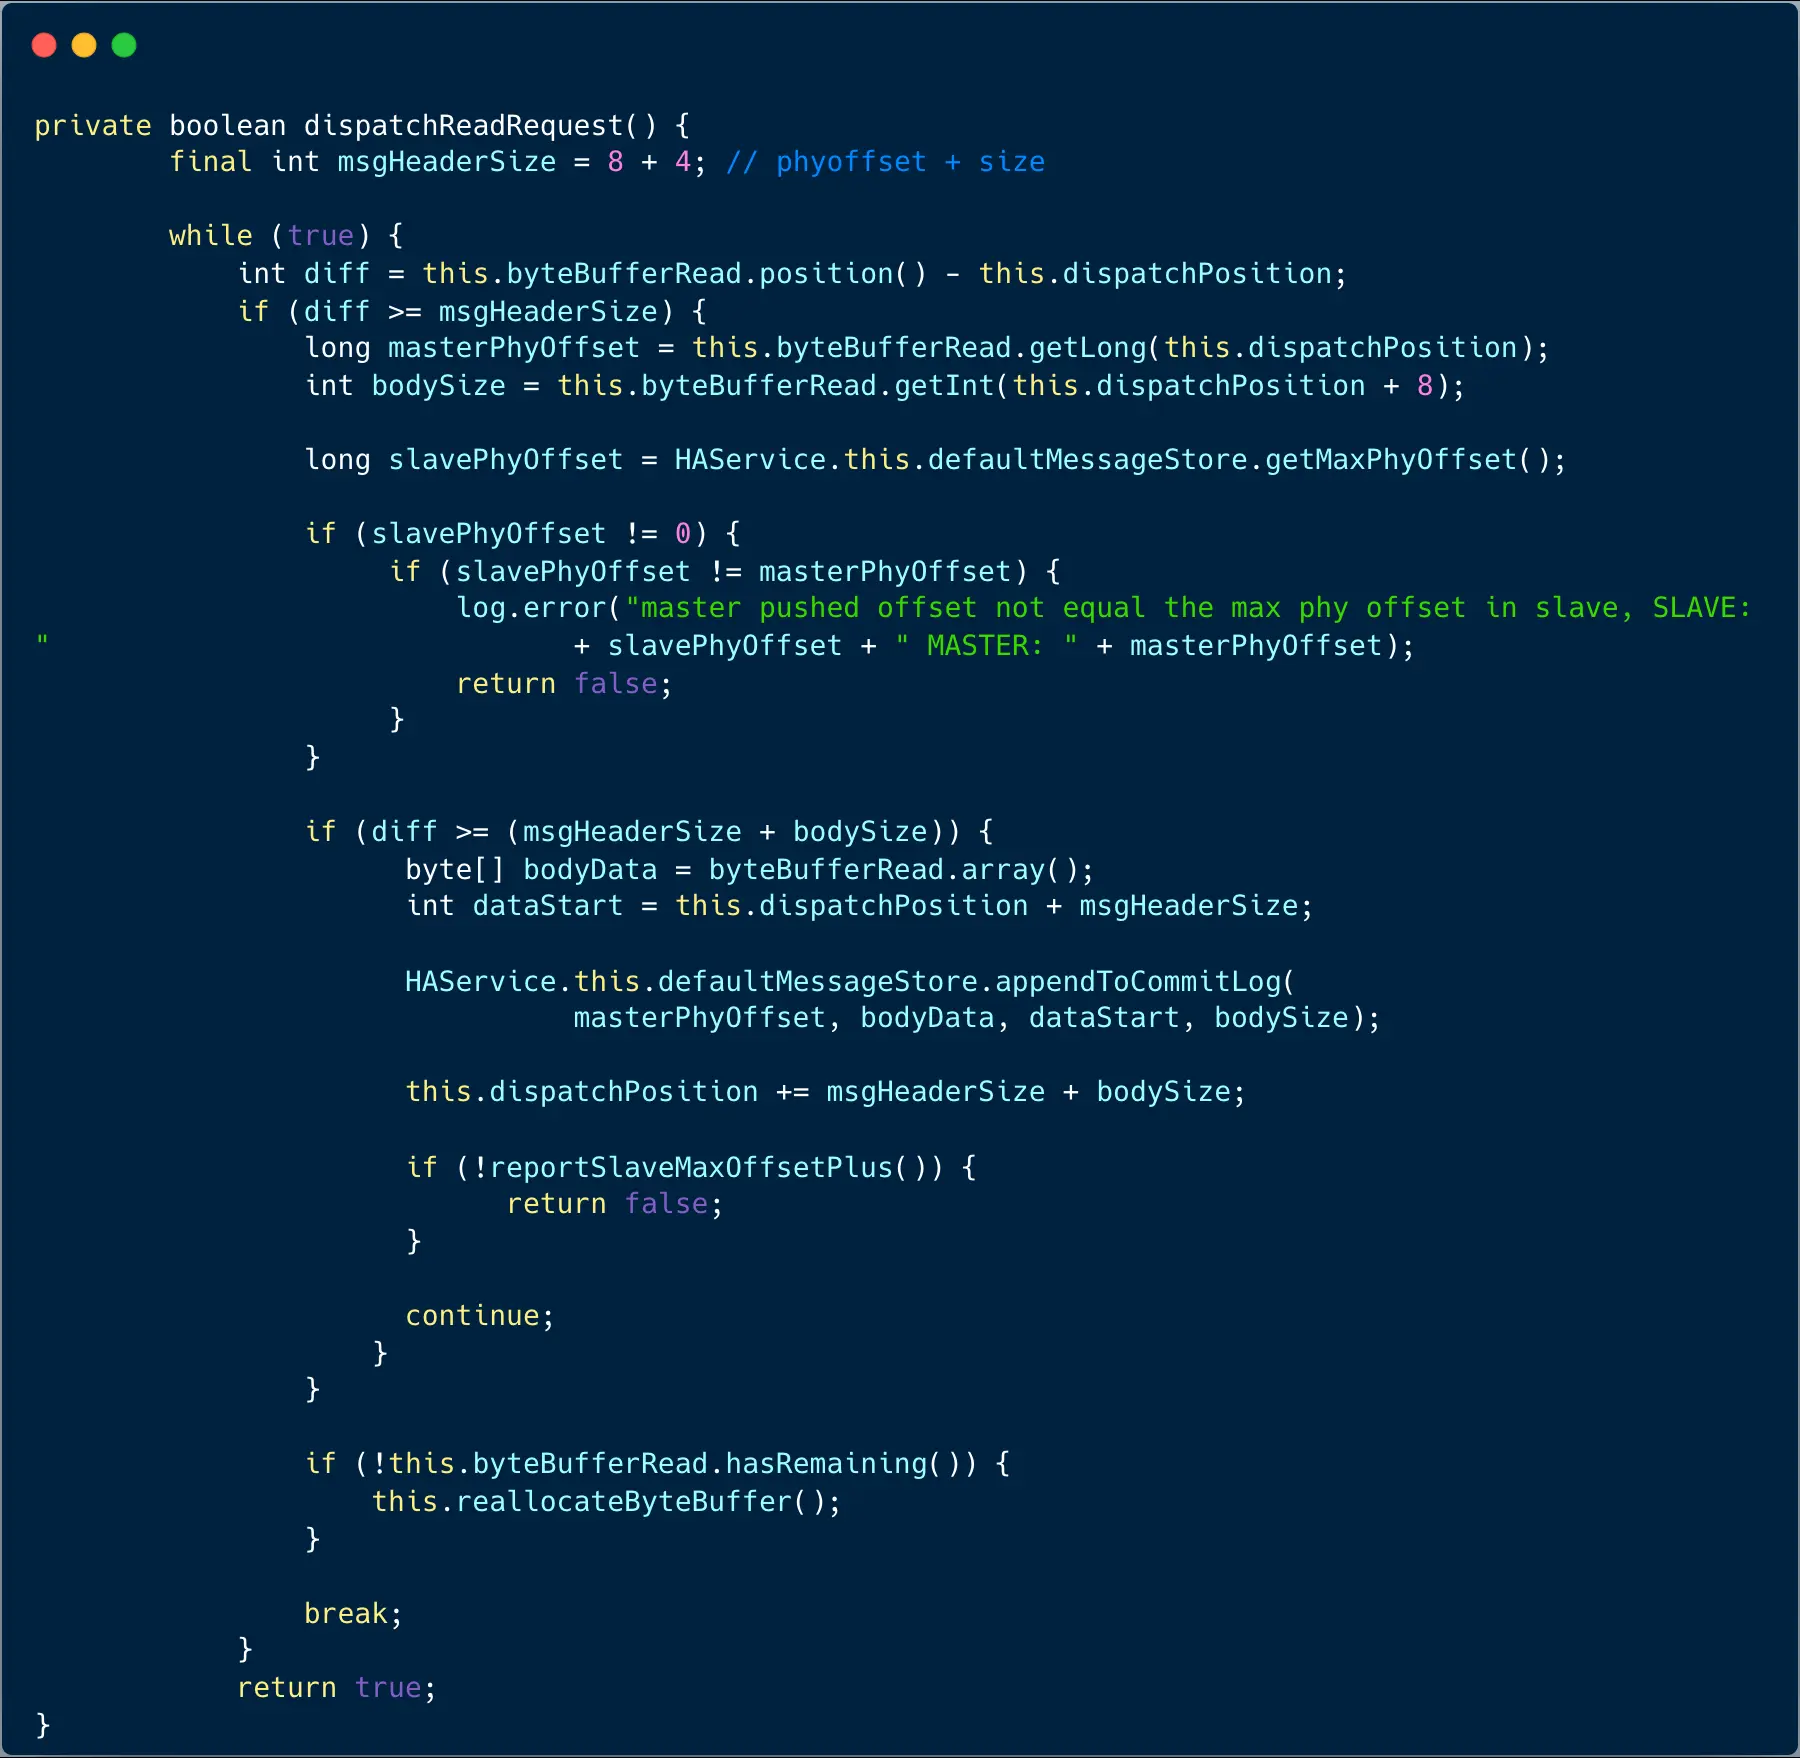 private boolean dispatchReadRequest() {
        final int msgHeaderSize = 8 + 4; // phyoffset + size

        while (true) {
            int diff = this.byteBufferRead.position() - this.dispatchPosition;
            if (diff >= msgHeaderSize) {
                long masterPhyOffset = this.byteBufferRead.getLong(this.dispatchPosition);
                int bodySize = this.byteBufferRead.getInt(this.dispatchPosition + 8);

                long slavePhyOffset = HAService.this.defaultMessageStore.getMaxPhyOffset();

                if (slavePhyOffset != 0) {
                     if (slavePhyOffset != masterPhyOffset) {
                         log.error("master pushed offset not equal the max phy offset in slave, SLAVE:
"                               + slavePhyOffset + " MASTER: " + masterPhyOffset);
                         return false;
                     }
                }

                if (diff >= (msgHeaderSize + bodySize)) {
                      byte[] bodyData = byteBufferRead.array();
                      int dataStart = this.dispatchPosition + msgHeaderSize;

                      HAService.this.defaultMessageStore.appendToCommitLog(
                                masterPhyOffset, bodyData, dataStart, bodySize);

                      this.dispatchPosition += msgHeaderSize + bodySize;

                      if (!reportSlaveMaxOffsetPlus()) {
                            return false;
                      }

                      continue;
                    }
                }

                if (!this.byteBufferRead.hasRemaining()) {
                    this.reallocateByteBuffer();
                }

                break;
            }
            return true;
}